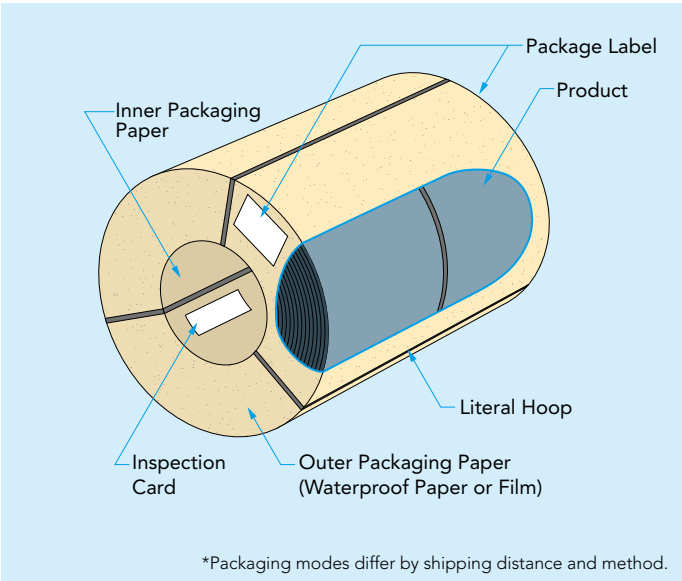 Package Label
Product
Inner Packaging
Paper
Literal Hoop
Inspection
Card
Outer Packaging Paper
(Waterproof Paper or Film)
*Packaging modes differ by shipping distance and method.